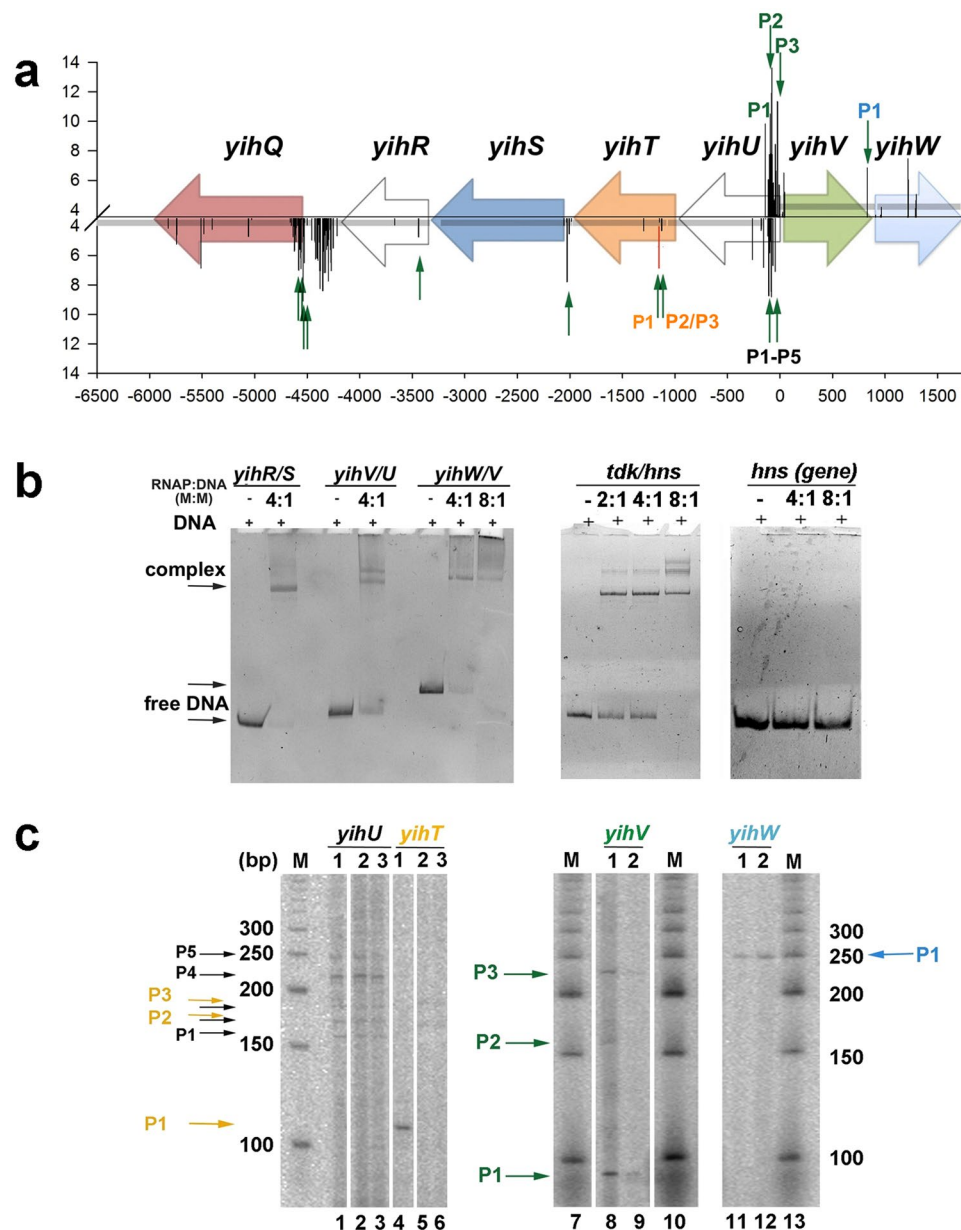 a
P2
P3
P1
P1
yihQ yihR yihS yihT yihU yihV yihW
14
12
10
8
6
4
4
6
8
10
12
14
P1 P2/P3
P1-P5
-6500 -6000 -5500 -5000 -4500 -4000 -3500 -3000 -2500 -2000 -1500 -1000 -500 0 500 1000 1500
b
yihR/S yihV/U yihW/V tdk/hns hns (gene)
RNAP:DNA
(M:M)
- 4:1 - 4:1 - 4:1 8:1 - 2:1 4:1 8:1 - 4:1 8:1
DNA + + + + + + + + + + + + + +
complex
free DNA
c
yihU yihT yihV yihW
(bp) M 1 2 3 1 2 3 M 1 2 M 1 2 M
300 300
P5 250 250 P1
P4 P3
P3 200 200
P2
P1 150 P2 150
P1 100 P1 100
1 2 3 4 5 6 7 8 9 10 11 12 13